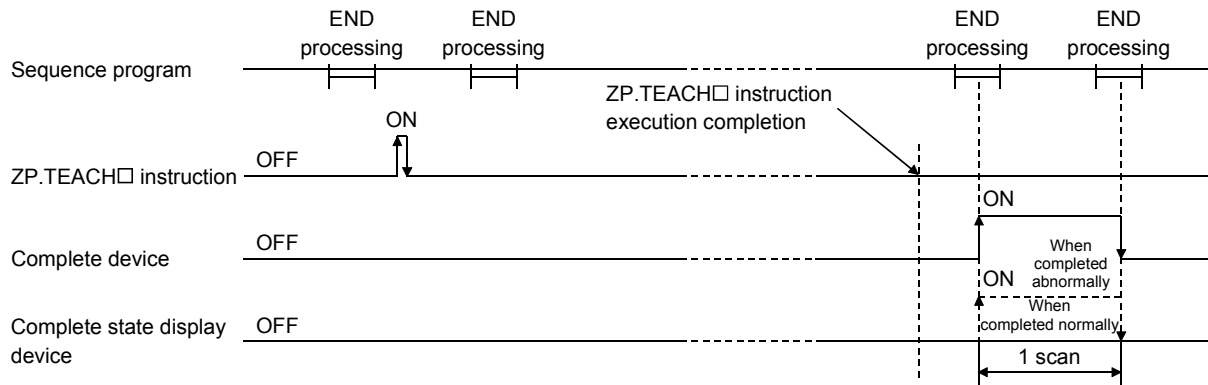 END
processing
END
processing
END
processing
END
processing
Sequence program
ZP.TEACH□ instruction
execution completion
ON
OFF
ZP.TEACH□ instruction
ON
OFF
Complete device
When
completed
abnormally
ON
When
completed normally
OFF
Complete state display
device
1 scan